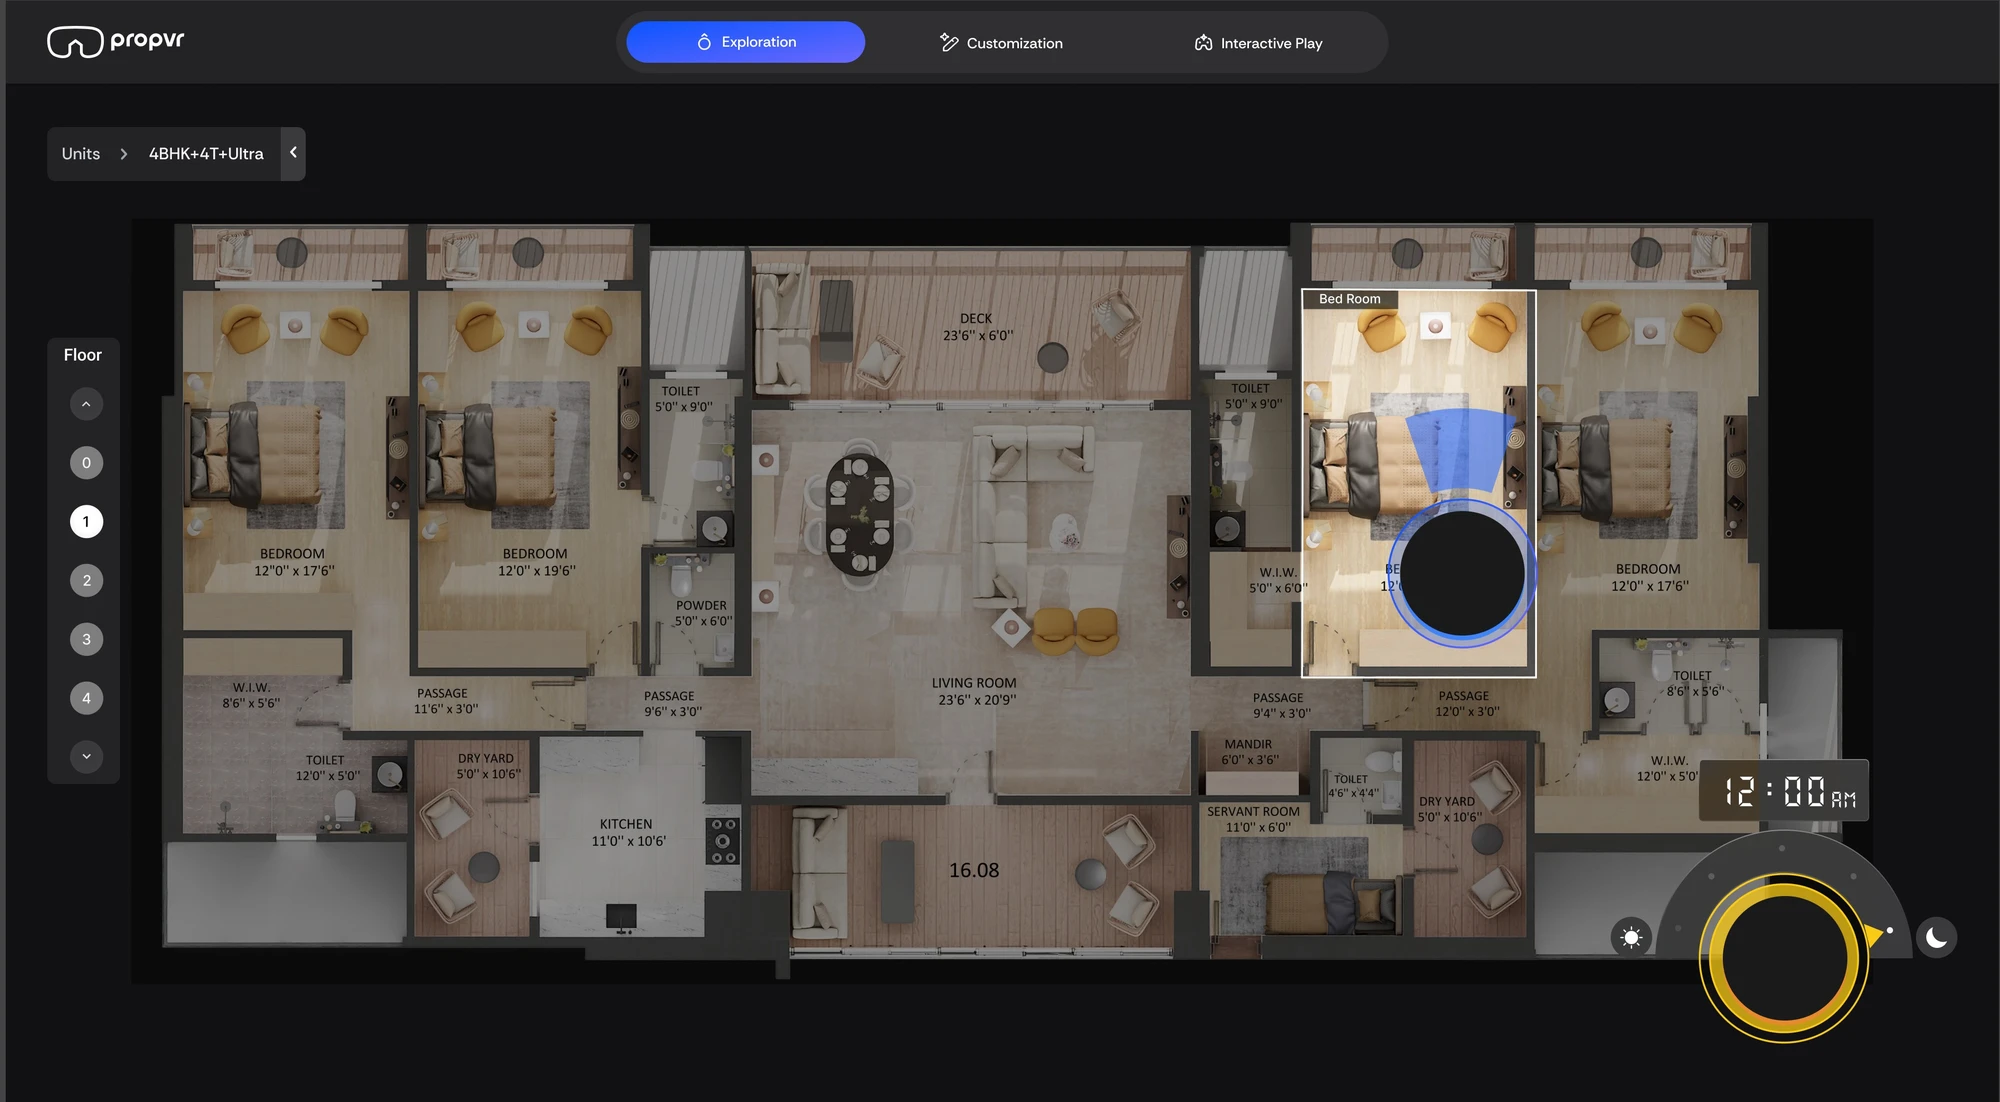 propvr
Exploration
Customization
Interactive Play
Units
4BHK+4T+Ultra
Floor
0
1
2
3
4
BEDROOM
12"0" x 17'6"
BEDROOM
12'0" x 19'6"
TOILET
5'0" x 9'0"
POWDER
5'0" x 6'0"
DECK
23'6" x 6'0"
LIVING ROOM
23'6" x 20'9"
TOILET
5'0" x 9'0"
W.I.W.
5'0" x 6'0"
Bed Room
BE
12'
BEDROOM
12'0" x 17'6"
W.I.W.
8'6" x 5'6"
PASSAGE
11'6" x 3'0"
PASSAGE
9'6" x 3'0"
PASSAGE
9'4" x 3'0"
PASSAGE
12'0" x 3'0"
TOILET
8'6" x 5'6"
TOILET
12'0" x 5'0"
DRY YARD
5'0" x 10'6"
KITCHEN
11'0" x 10'6'
MANDIR
6'0" x 3'6"
TOILET
4'6" x 4'4"
SERVANT ROOM
11'0" x 6'0"
DRY YARD
5'0" x 10'6"
W.I.W.
12'0" x 5'0'
16.08
12:00 AM